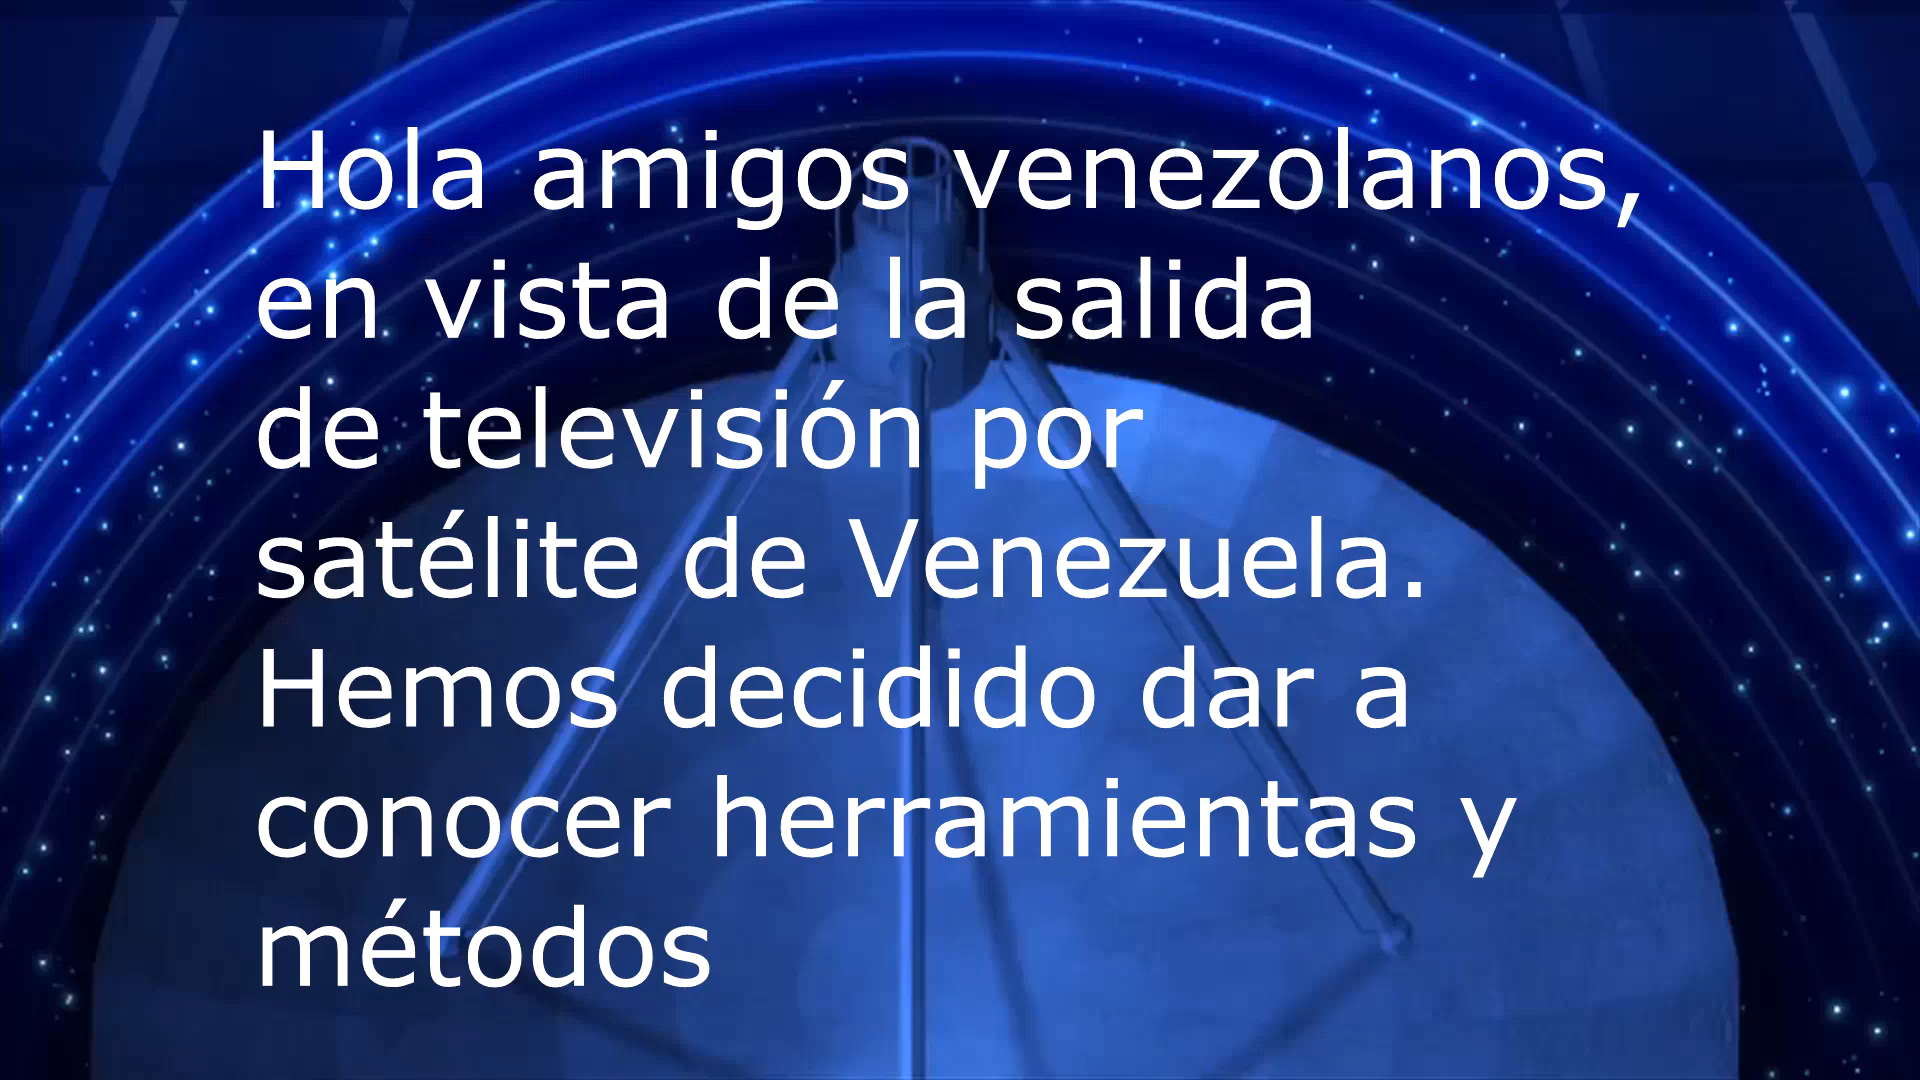 Hola amigos venezolanos,
en vista de la salida
de televisión por
satélite de Venezuela.
Hemos decidido dar a
conocer herramientas y
métodos